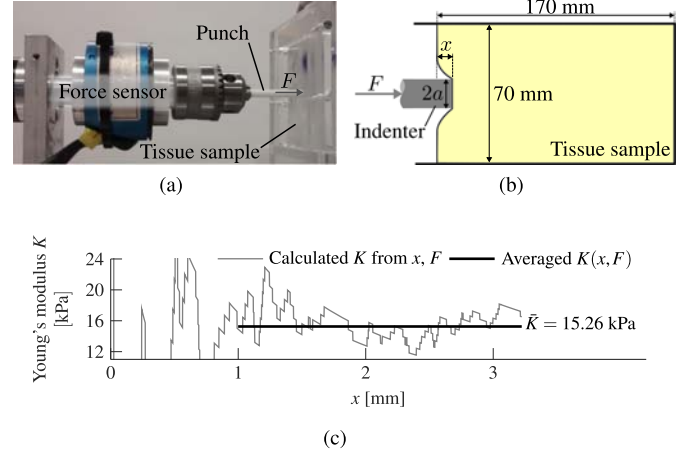 Punch
F
Force sensor
Tissue sample
(a)
170 mm
x
F
2a
70 mm
Indenter
Tissue sample
(b)
Young's modulus K
[kPa]
24
20
16
12
Calculated K from x, F
Averaged K(x, F)
K̄ = 15.26 kPa
0 1 2 3
x [mm]
(c)